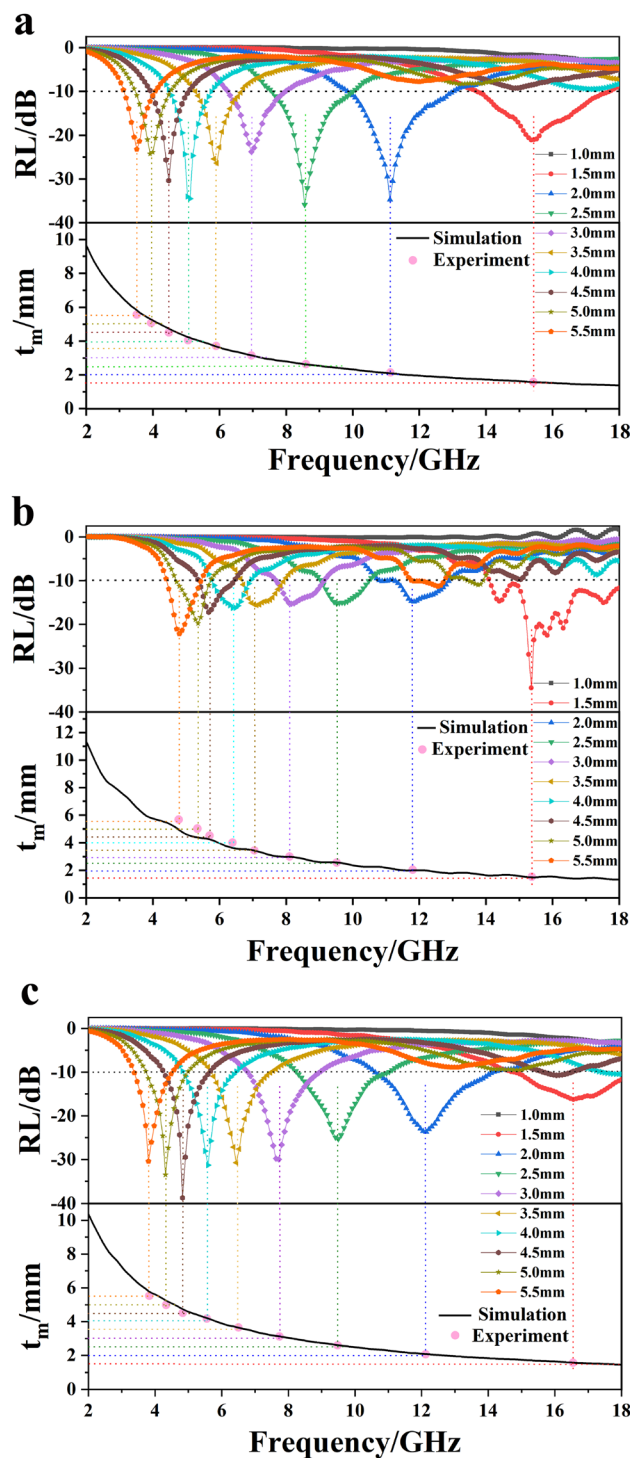 a
0
-10
-20
-30
-40
RL/dB
1.0mm
1.5mm
2.0mm
2.5mm
3.0mm
3.5mm
4.0mm
4.5mm
5.0mm
5.5mm
Simulation
Experiment
10
8
6
4
2
0
tm/mm
2 4 6 8 10 12 14 16 18
Frequency/GHz
b
0
-10
-20
-30
-40
RL/dB
1.0mm
1.5mm
2.0mm
2.5mm
3.0mm
3.5mm
4.0mm
4.5mm
5.0mm
5.5mm
Simulation
Experiment
12
10
8
6
4
2
0
tm/mm
2 4 6 8 10 12 14 16 18
Frequency/GHz
c
0
-10
-20
-30
-40
RL/dB
1.0mm
1.5mm
2.0mm
2.5mm
3.0mm
3.5mm
4.0mm
4.5mm
5.0mm
5.5mm
Simulation
Experiment
10
8
6
4
2
0
tm/mm
2 4 6 8 10 12 14 16 18
Frequency/GHz